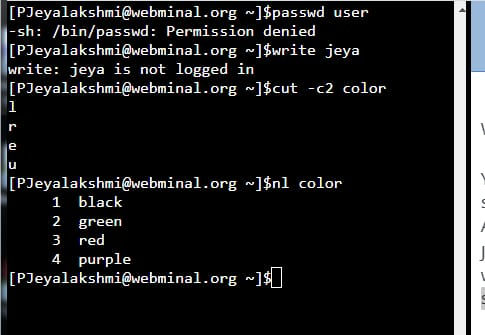 [PJeyalakshmi@webminal.org ~]$passwd user
-sh: /bin/passwd: Permission denied
[PJeyalakshmi@webminal.org ~]$write jeya
write: jeya is not logged in
[PJeyalakshmi@webminal.org ~]$cut -c2 color
l
r
e
u
[PJeyalakshmi@webminal.org ~]$nl color
1 black
2 green
3 red
4 purple
[PJeyalakshmi@webminal.org ~]$